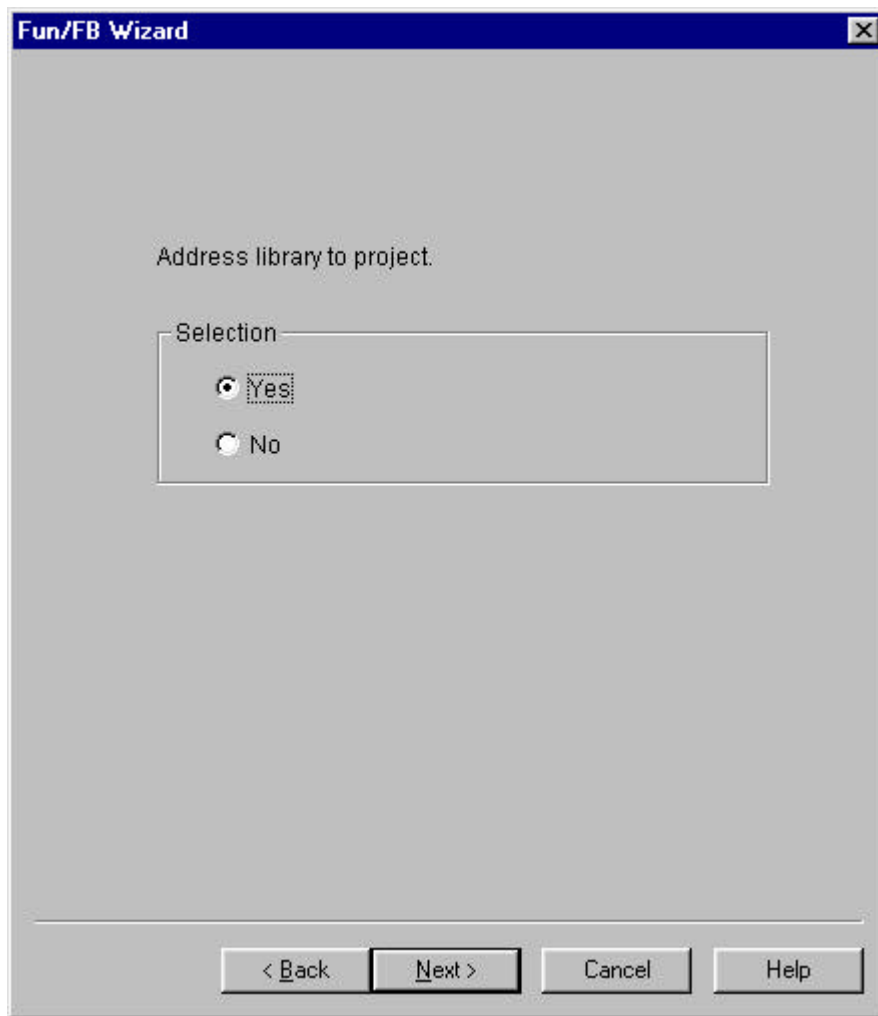 Fun/FB Wizard
Address library to project.
Selection
Yes
No
< Back Next > Cancel Help